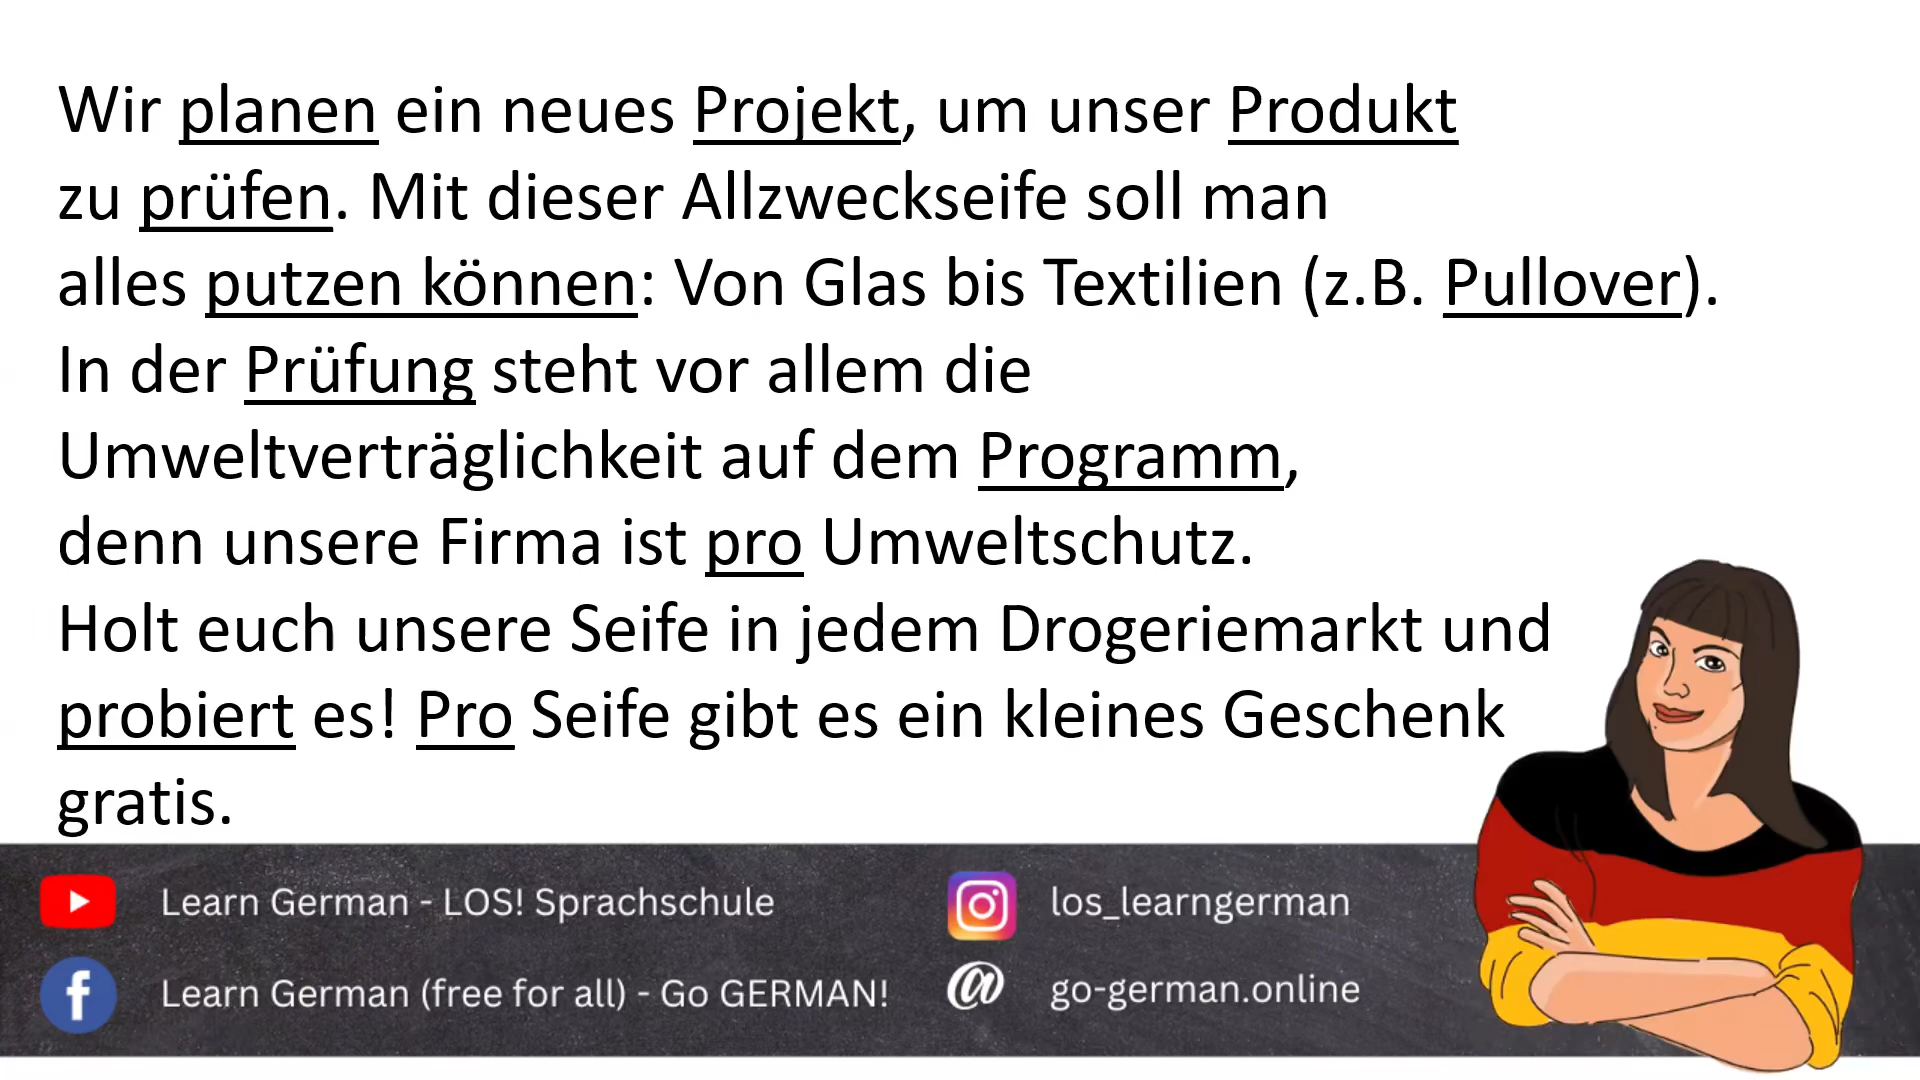 Wir planen ein neues Projekt, um unser Produkt
zu prüfen. Mit dieser Allzweckseife soll man
alles putzen können: Von Glas bis Textilien (z.B. Pullover).
In der Prüfung steht vor allem die
Umweltverträglichkeit auf dem Programm,
denn unsere Firma ist pro Umweltschutz.
Holt euch unsere Seife in jedem Drogeriemarkt und
probiert es! Pro Seife gibt es ein kleines Geschenk
gratis.
Learn German - LOS! Sprachschule
los_learngerman
Learn German (free for all) - Go GERMAN!
go-german.online